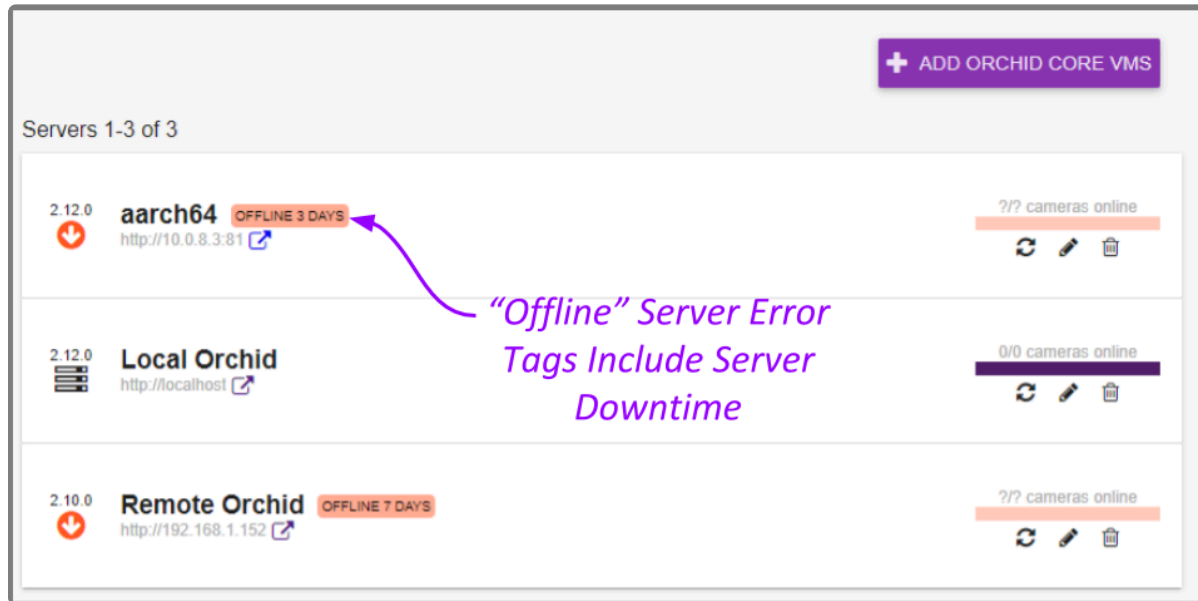 ADD ORCHID CORE VMS
Servers 1-3 of 3
2.12.0
aarch64 OFFLINE 3 DAYS
http://10.0.8.3:81
?/? cameras online
“Offline” Server Error
Tags Include Server
Downtime
2.12.0
Local Orchid
http://localhost
0/0 cameras online
2.10.0
Remote Orchid OFFLINE 7 DAYS
http://192.168.1.152
?/? cameras online